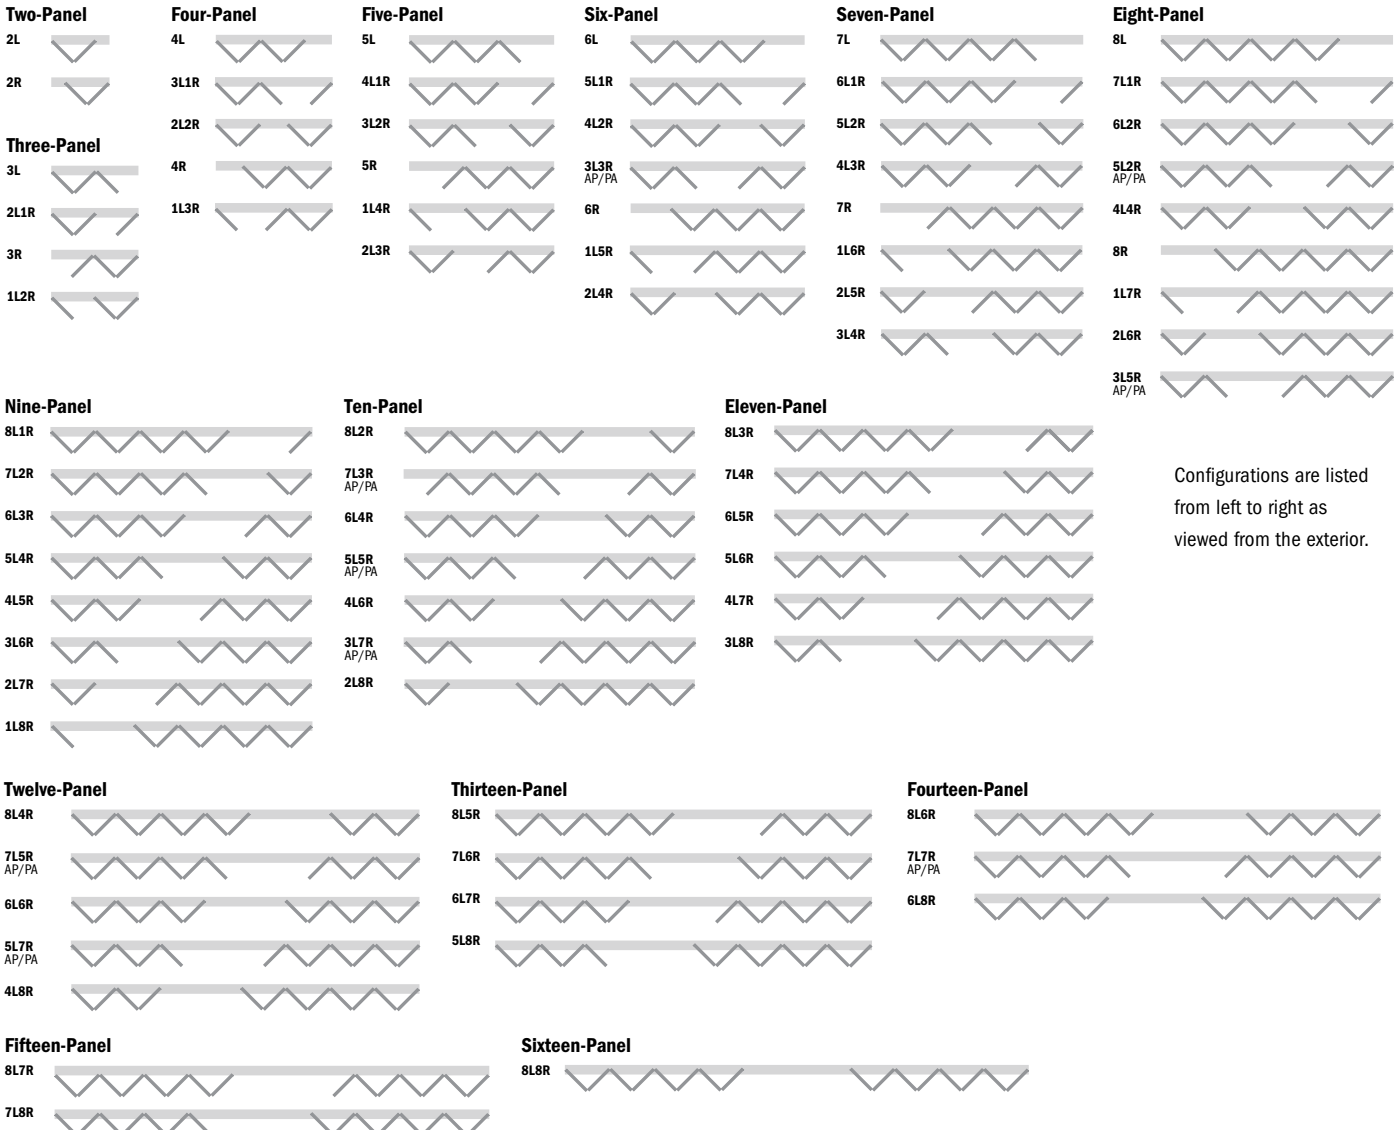 Two-Panel
2L
2R
Three-Panel
3L
2L1R
3R
1L2R
Four-Panel
4L
3L1R
2L2R
4R
1L3R
Five-Panel
5L
4L1R
3L2R
5R
1L4R
2L3R
Six-Panel
6L
5L1R
4L2R
3L3R
AP/PA
6R
1L5R
2L4R
Seven-Panel
7L
6L1R
5L2R
4L3R
7R
1L6R
2L5R
3L4R
Eight-Panel
8L
7L1R
6L2R
5L2R
AP/PA
4L4R
8R
1L7R
2L6R
3L5R
AP/PA
Nine-Panel
8L1R
7L2R
6L3R
5L4R
4L5R
3L6R
2L7R
1L8R
Ten-Panel
8L2R
7L3R
AP/PA
6L4R
5L5R
AP/PA
4L6R
3L7R
AP/PA
2L8R
Eleven-Panel
8L3R
7L4R
6L5R
5L6R
4L7R
3L8R
Configurations are listed
from left to right as
viewed from the exterior.
Twelve-Panel
8L4R
7L5R
AP/PA
6L6R
5L7R
AP/PA
4L8R
Thirteen-Panel
8L5R
7L6R
6L7R
5L8R
Fourteen-Panel
8L6R
7L7R
AP/PA
6L8R
Fifteen-Panel
8L7R
7L8R
Sixteen-Panel
8L8R